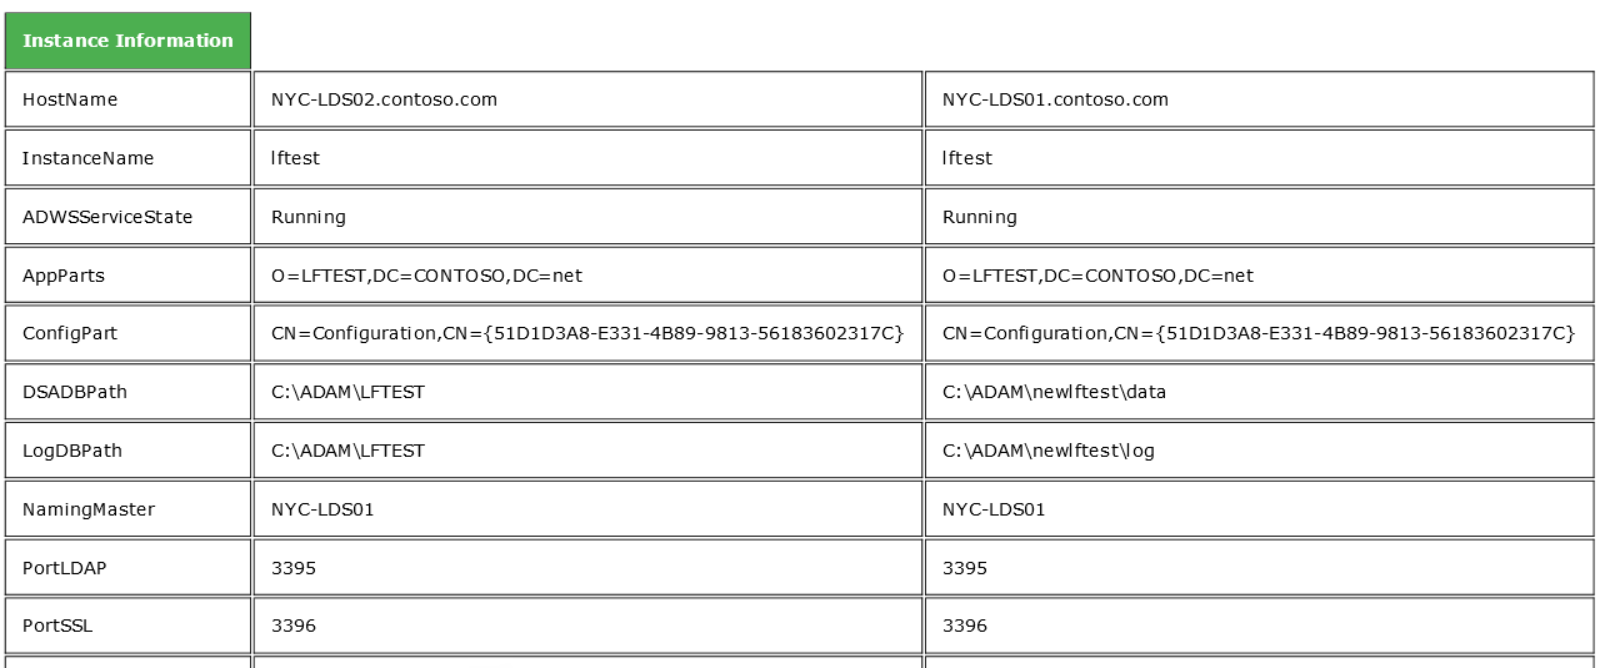 Instance Information
HostName NYC-LDS02.contoso.com NYC-LDS01.contoso.com
InstanceName lftest lftest
ADWSServiceState Running Running
AppParts O=LFTEST,DC=CONTOSO,DC=net O=LFTEST,DC=CONTOSO,DC=net
ConfigPart CN=Configuration,CN={51D1D3A8-E331-4B89-9813-56183602317C} CN=Configuration,CN={51D1D3A8-E331-4B89-9813-56183602317C}
DSADBPath C:\ADAM\LFTEST C:\ADAM\newlftest\data
LogDBPath C:\ADAM\LFTEST C:\ADAM\newlftest\log
NamingMaster NYC-LDS01 NYC-LDS01
PortLDAP 3395 3395
PortSSL 3396 3396